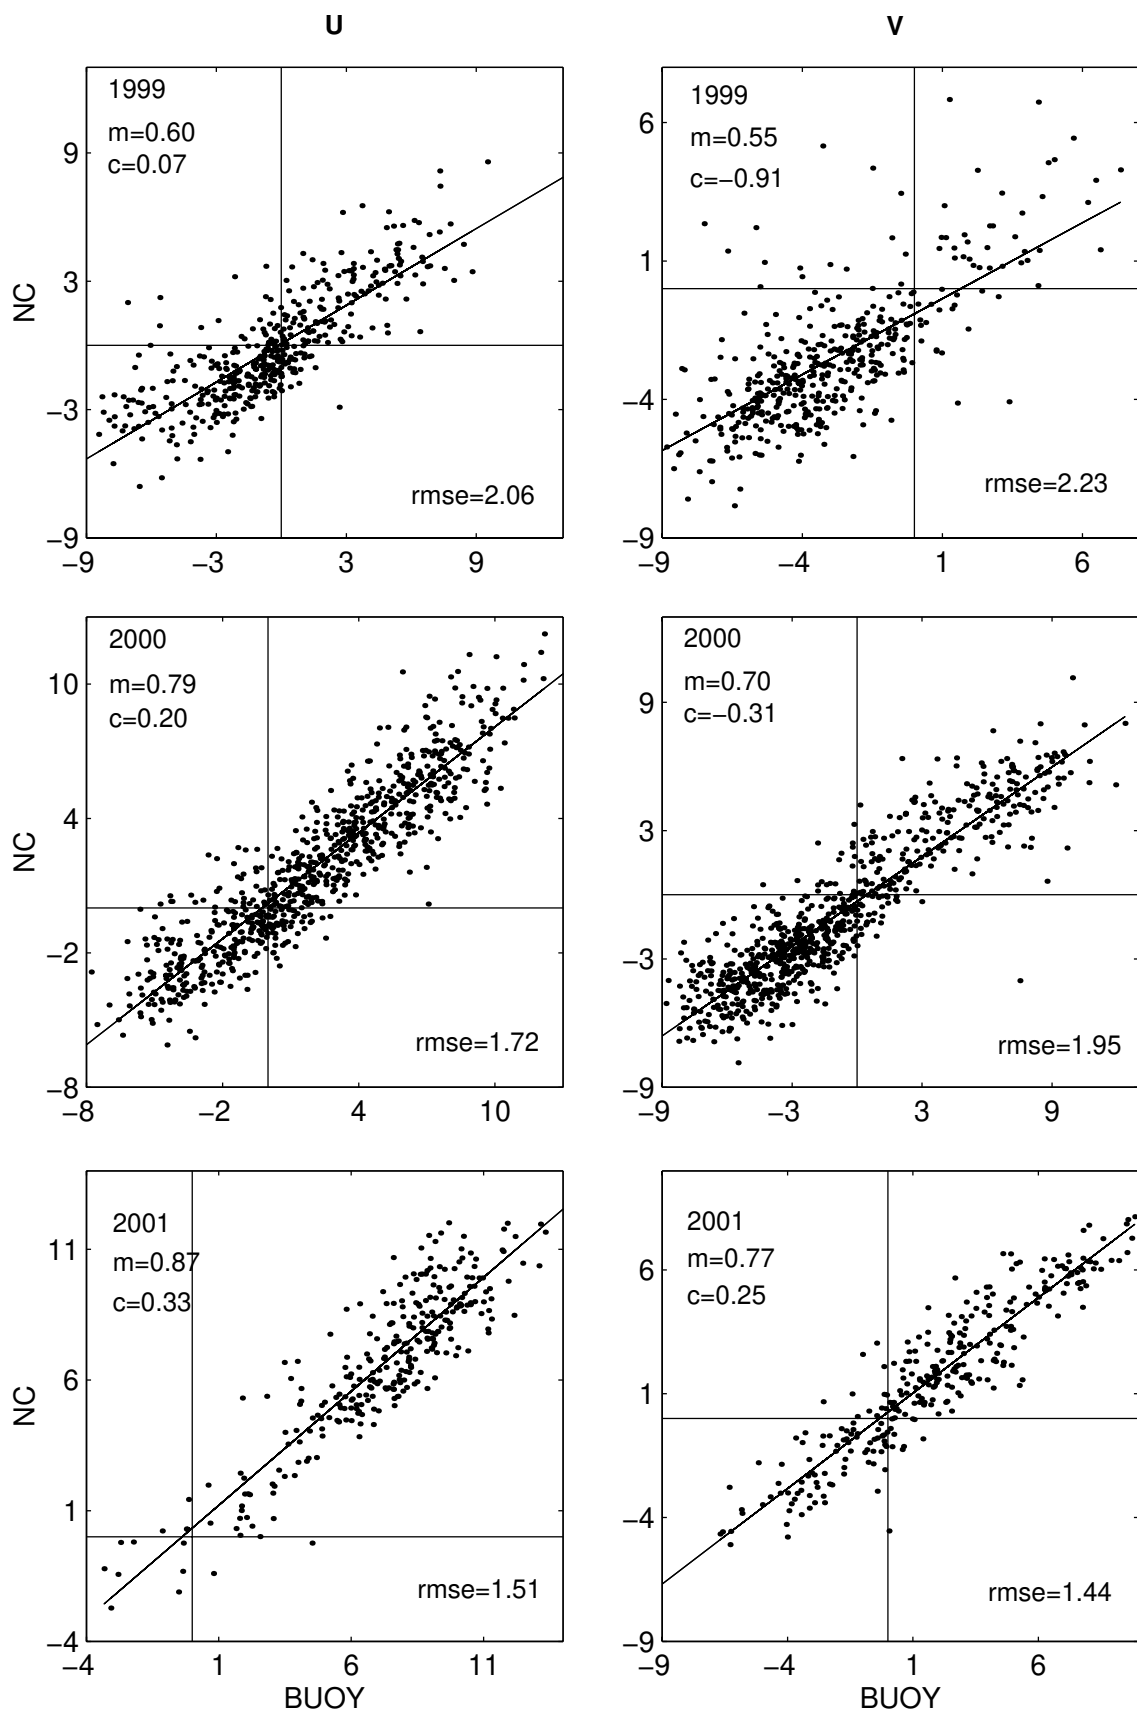 U
V
1999
m=0.60
c=0.07
9
3
−3
−9
NC
rmse=2.06
−9 −3 3 9
1999
m=0.55
c=−0.91
6
1
−4
−9
rmse=2.23
−9 −4 1 6
2000
m=0.79
c=0.20
10
4
−2
−8
NC
rmse=1.72
−8 −2 4 10
2000
m=0.70
c=−0.31
9
3
−3
−9
rmse=1.95
−9 −3 3 9
2001
m=0.87
c=0.33
11
6
1
−4
NC
rmse=1.51
−4 1 6 11
BUOY
2001
m=0.77
c=0.25
6
1
−4
−9
rmse=1.44
−9 −4 1 6
BUOY